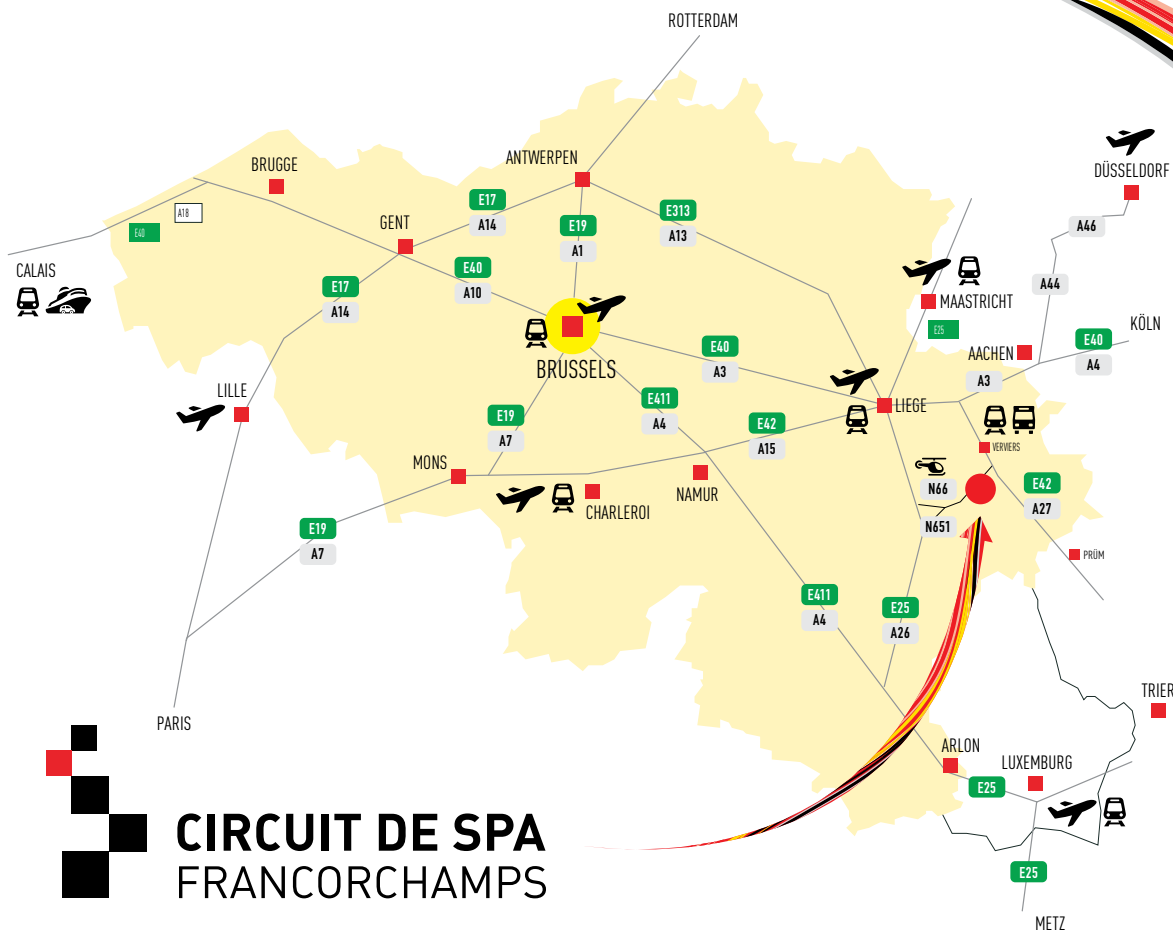 ROTTERDAM
DÜSSELDORF
ANTWERPEN
BRUGGE
E17
A14
E313
A13
A18
E40
GENT
E19
A1
A46
CALAIS
E17
A14
E40
A10
A44
MAASTRICHT
E25
KÖLN
E40
A4
AACHEN
BRUSSELS
E40
A3
A3
LILLE
E411
A4
LIEGE
E19
A7
E42
A15
VERVIERS
MONS
NAMUR
CHARLEROI
N66
E42
A27
N651
E19
A7
PRÜM
E411
A4
E25
A26
TRIER
PARIS
ARLON
LUXEMBURG
E25
CIRCUIT DE SPA
FRANCORCHAMPS
E25
METZ